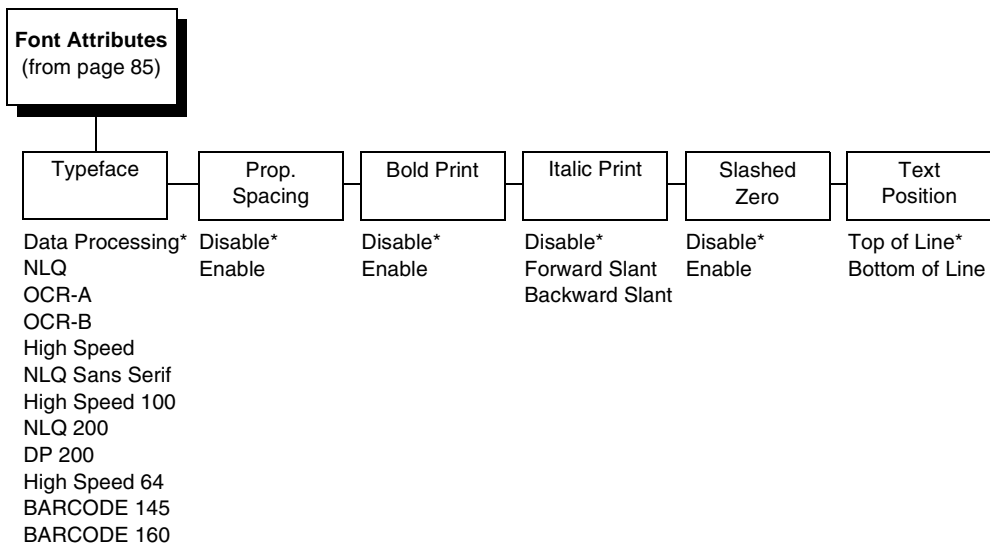 Font Attributes
(from page 85)
Typeface
Prop.
Spacing
Bold Print
Italic Print
Slashed
Zero
Text
Position
Data Processing*
NLQ
OCR-A
OCR-B
High Speed
NLQ Sans Serif
High Speed 100
NLQ 200
DP 200
High Speed 64
BARCODE 145
BARCODE 160
Disable*
Enable
Disable*
Enable
Disable*
Forward Slant
Backward Slant
Disable*
Enable
Top of Line*
Bottom of Line